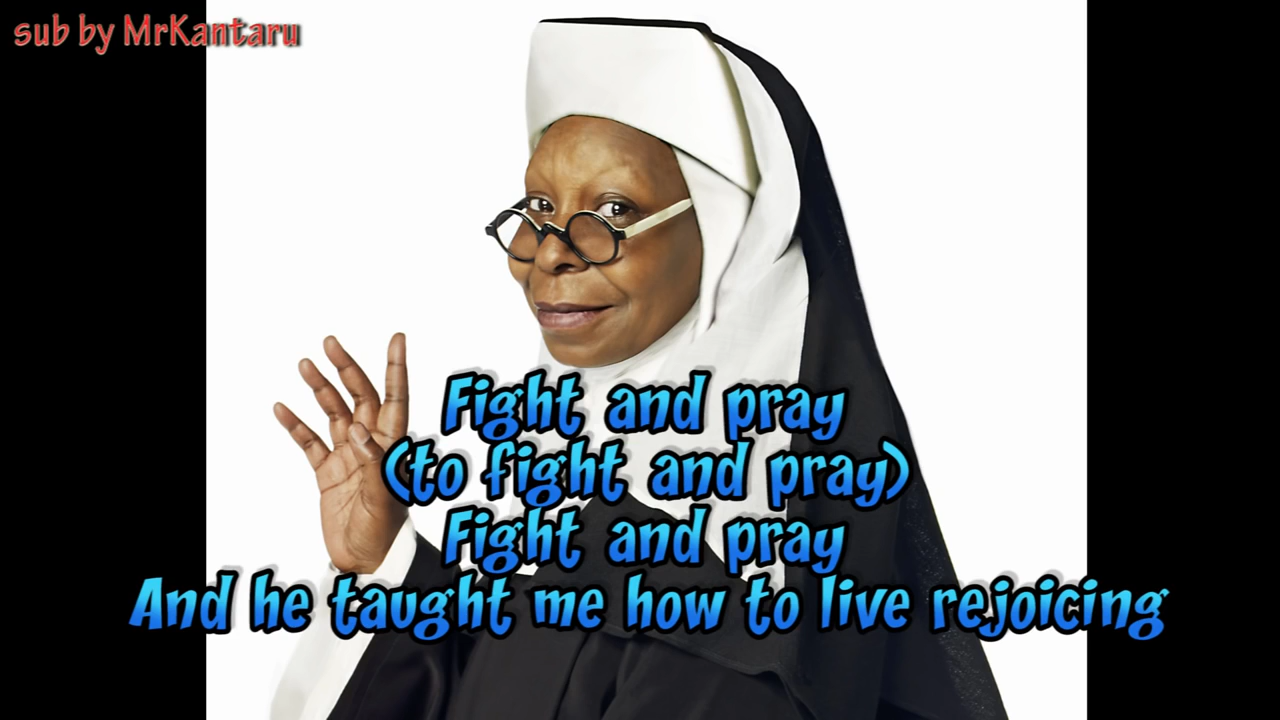 sub by MrKantaru
Fight and pray
(to fight and pray)
Fight and pray
And he taught me how to live rejoicing